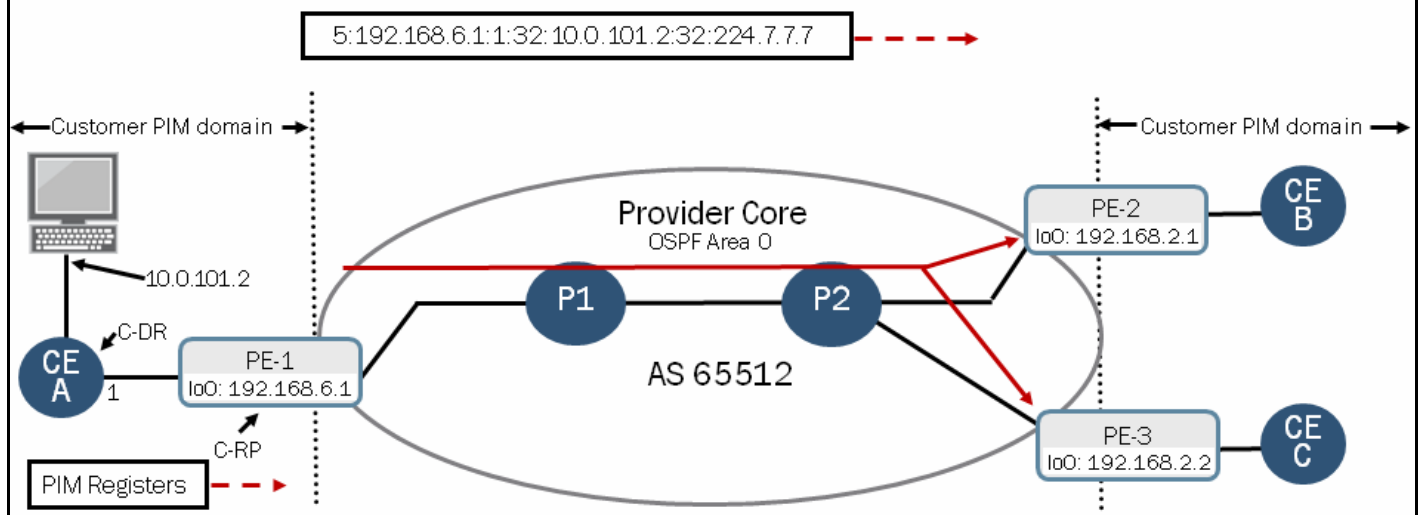 5:192.168.6.1:1:32:10.0.101.2:32:224.7.7.7
Customer PIM domain
Customer PIM domain
Provider Core
OSPF Area 0
10.0.101.2
C-DR
CE
A
1
PE-1
lo0: 192.168.6.1
C-RP
PIM Registers
P1
P2
AS 65512
PE-2
lo0: 192.168.2.1
CE
B
PE-3
lo0: 192.168.2.2
CE
C